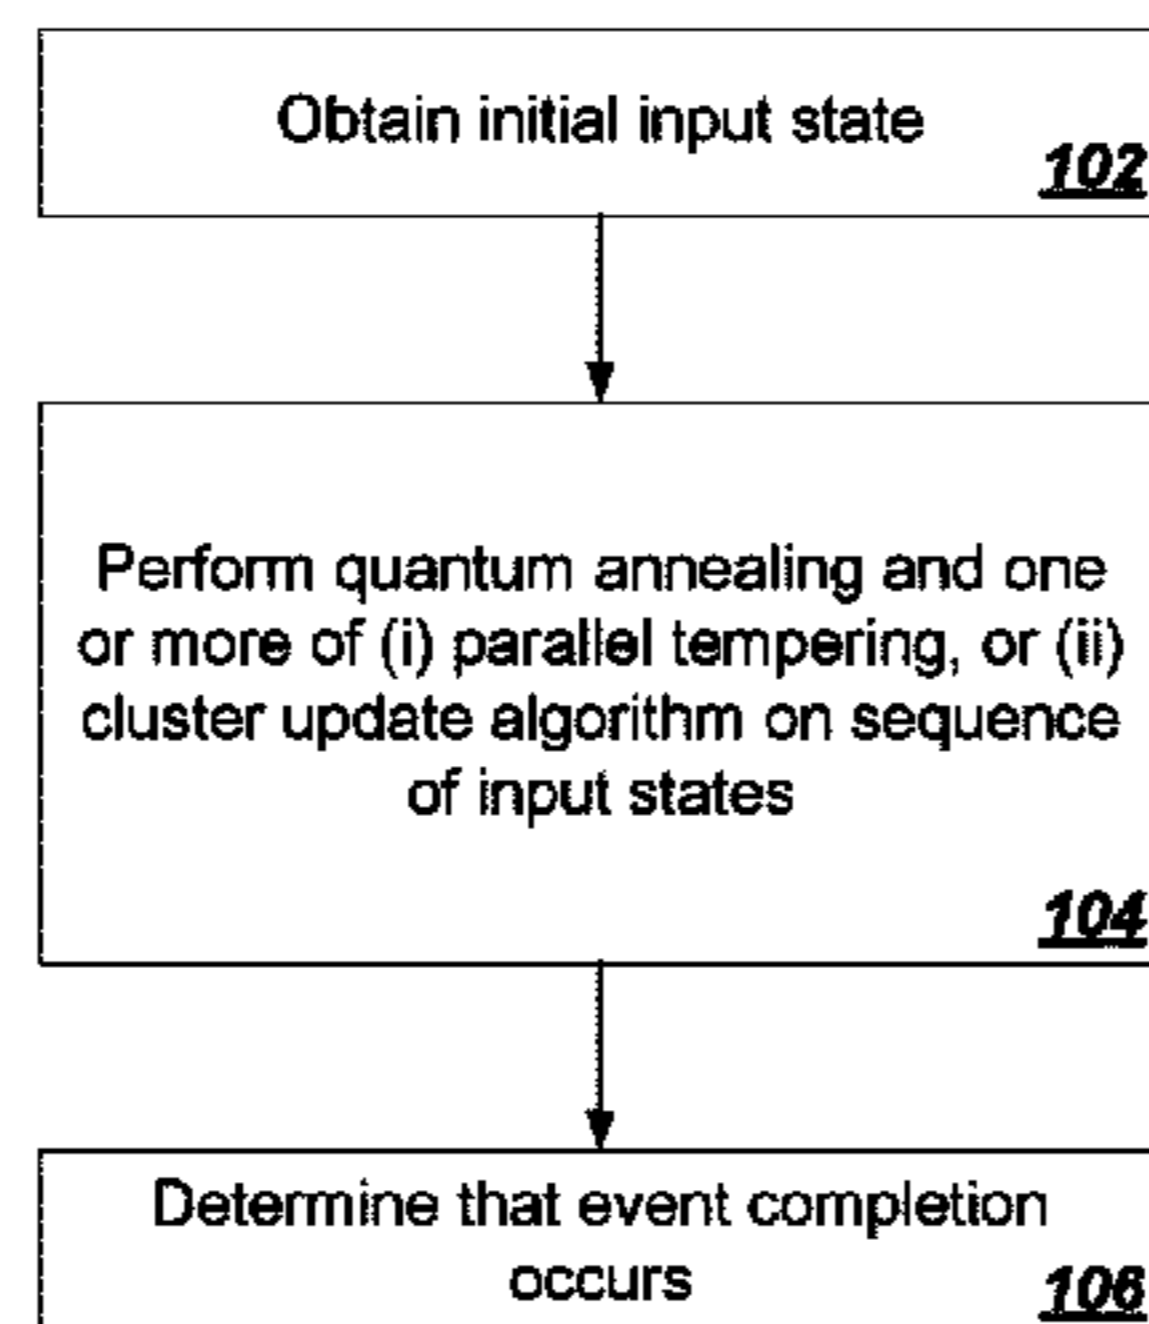 Obtain initial input state
102
Perform quantum annealing and one
or more of (i) parallel tempering, or (ii)
cluster update algorithm on sequence
of input states
104
Determine that event completion
occurs
106